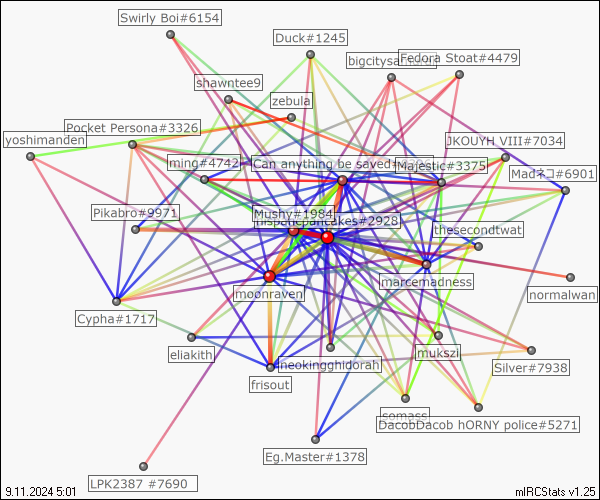 Swirly Boi#6154
Duck#1245
Fedora Stoat#4479
shawntee9
zebula
Pocket Persona#3326
yoshimanden
JKOUYH VIII#7034
ming#4742
Can anything be saved
Majestic#3375
Madネコ#6901
Pikabro#9971
Mushy#1984
pancakes#2928
thesecondtwat
moonraven
marcemadness
normalwan
Cypha#1717
eliakith
neokingghidorah
mukszi
Silver#7938
frisout
somass
DacobDacob hORNY police#5271
Eg.Master#1378
LPK2387 #7690
9.11.2024 5:01
mIRCStats v1.25